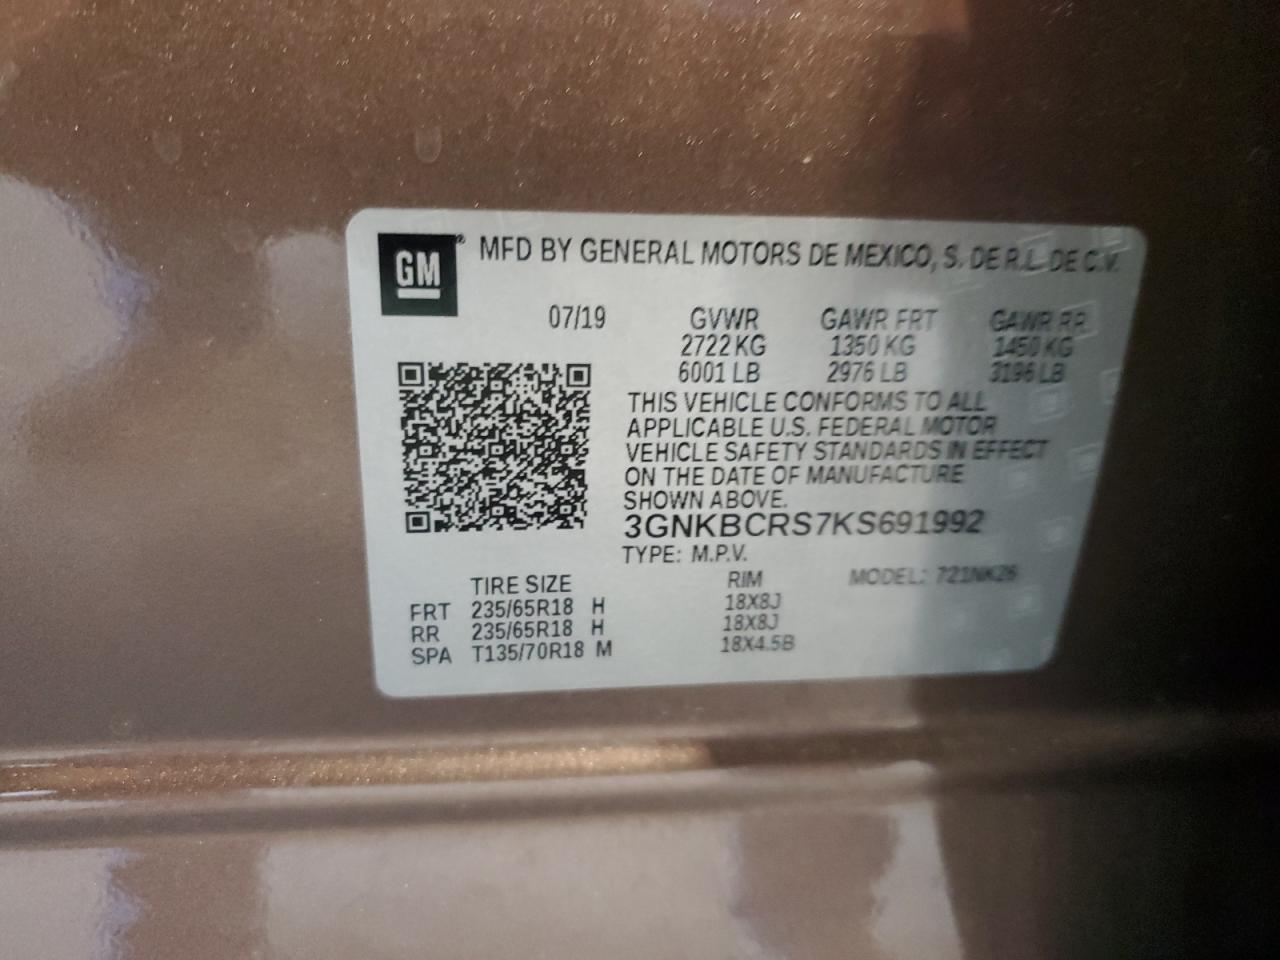 GM® MFD BY GENERAL MOTORS DE MEXICO, S. DE R.L. DE C.V.
07/19 GVWR GAWR FRT GAWR RR
2722 KG 1350 KG 1450 KG
6001 LB 2976 LB 3196 LB
THIS VEHICLE CONFORMS TO ALL
APPLICABLE U.S. FEDERAL MOTOR
VEHICLE SAFETY STANDARDS IN EFFECT
ON THE DATE OF MANUFACTURE
SHOWN ABOVE.
3GNKBCRS7KS691992
TYPE: M.P.V.
TIRE SIZE RIM MODEL: 721NK26
FRT 235/65R18 H 18X8J
RR 235/65R18 H 18X8J
SPA T135/70R18 M 18X4.5B